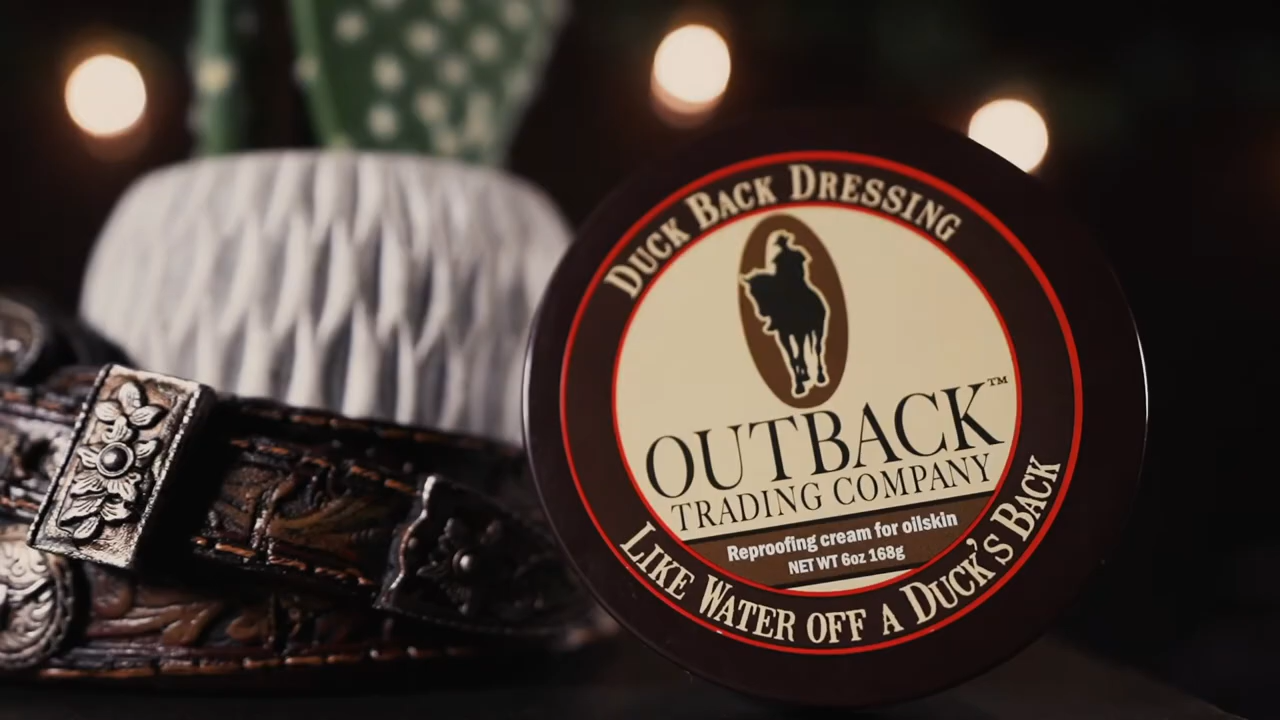 DUCK BACK DRESSING
OUTBACK™
TRADING COMPANY
Reproofing cream for oilskin
NET WT 6oz 168g
LIKE WATER OFF A DUCK'S BACK